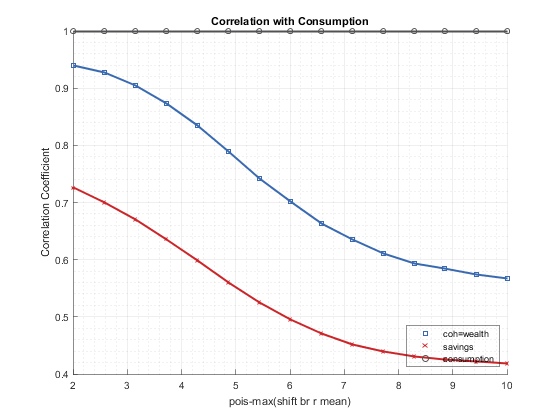 Correlation with Consumption
1
0.9
0.8
0.7
0.6
0.5
0.4
Correlation Coefficient
2 3 4 5 6 7 8 9 10
pois-max(shift br r mean)
coh=wealth
savings
consumption